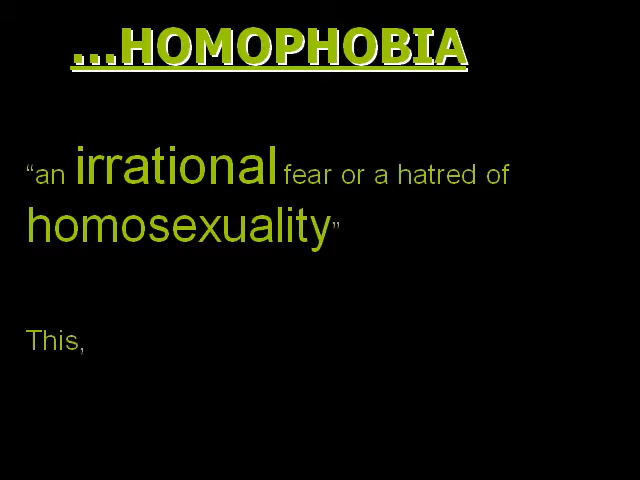 ...HOMOPHOBIA
“an irrational fear or a hatred of
homosexuality”
This,